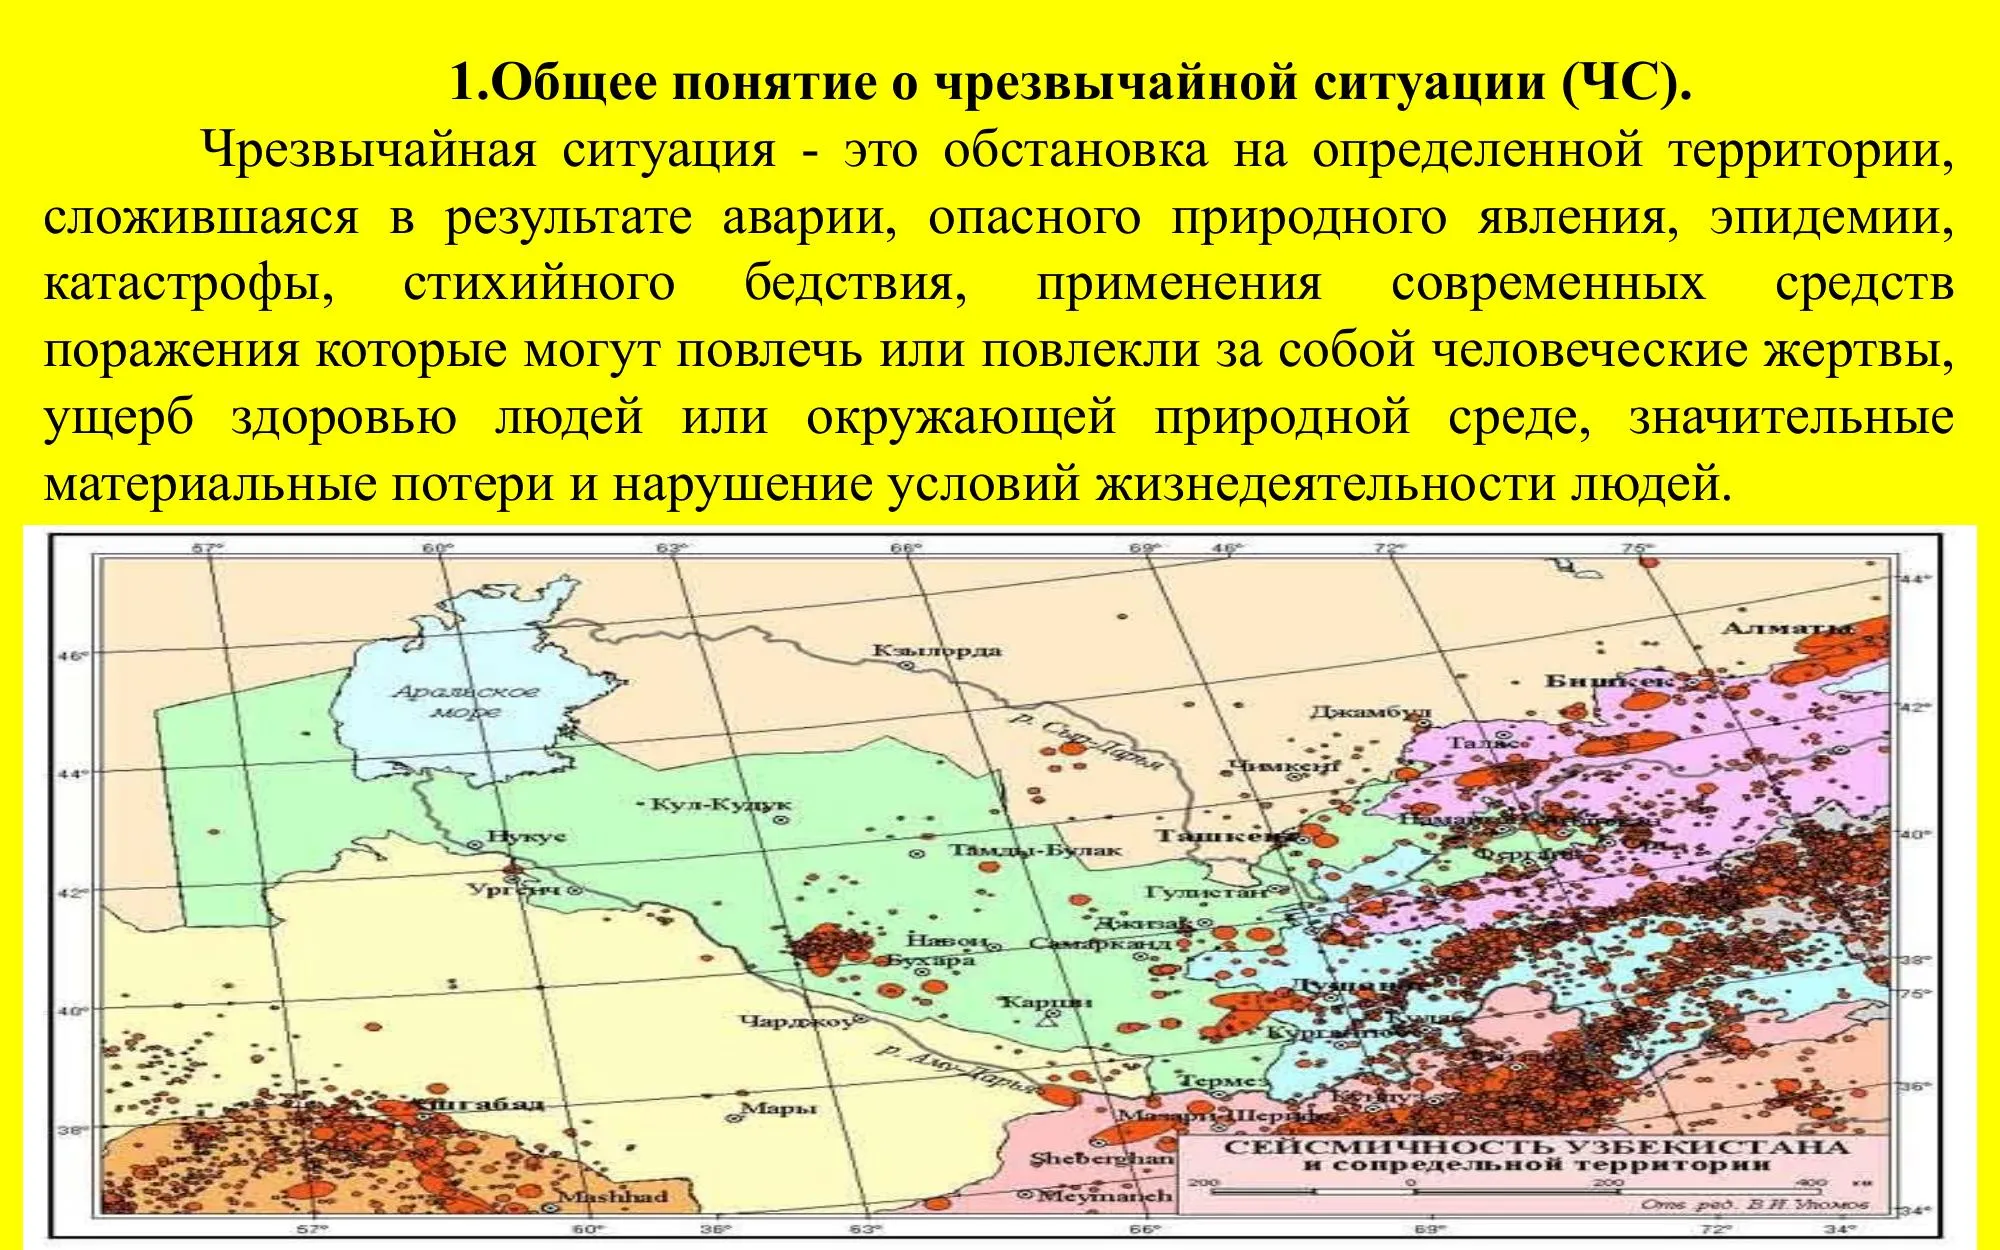 1.Общее понятие о чрезвычайной ситуации (ЧС).
Чрезвычайная ситуация - это обстановка на определенной территории,
сложившаяся в результате аварии, опасного природного явления, эпидемии,
катастрофы, стихийного бедствия, применения современных средств
поражения которые могут повлечь или повлекли за собой человеческие жертвы,
ущерб здоровью людей или окружающей природной среде, значительные
материальные потери и нарушение условий жизнедеятельности людей.
57° 60° 63° 66° 69° 46° 72° 75°
44°
Алматы
46°
Кзылорда
Бишкек
Аральское
море
42°
р. Сыр-Дарья
Джамбул
Талас
44°
Чимкент
Кул-Кудук
Нукус
Ташкент
40°
Тамды-Булак
Фергана
42°
Ургенч
Гулистан
Джизак
Навои
Самарканд
Бухара
38°
Душанбе
75°
Карши
40°
Чарджоу
р. Аму-Дарья
Термез
36°
Ашгабад
Мары
Мазари-Шериф
38°
СЕЙСМИЧНОСТЬ УЗБЕКИСТАНА
и сопредельной территории
Sheberghan
200 0 200 400 км
Mashhad
Meymaneh
Отв. ред. В.И. Уломов
34°
57° 60° 36° 63° 66° 69° 72° 34°